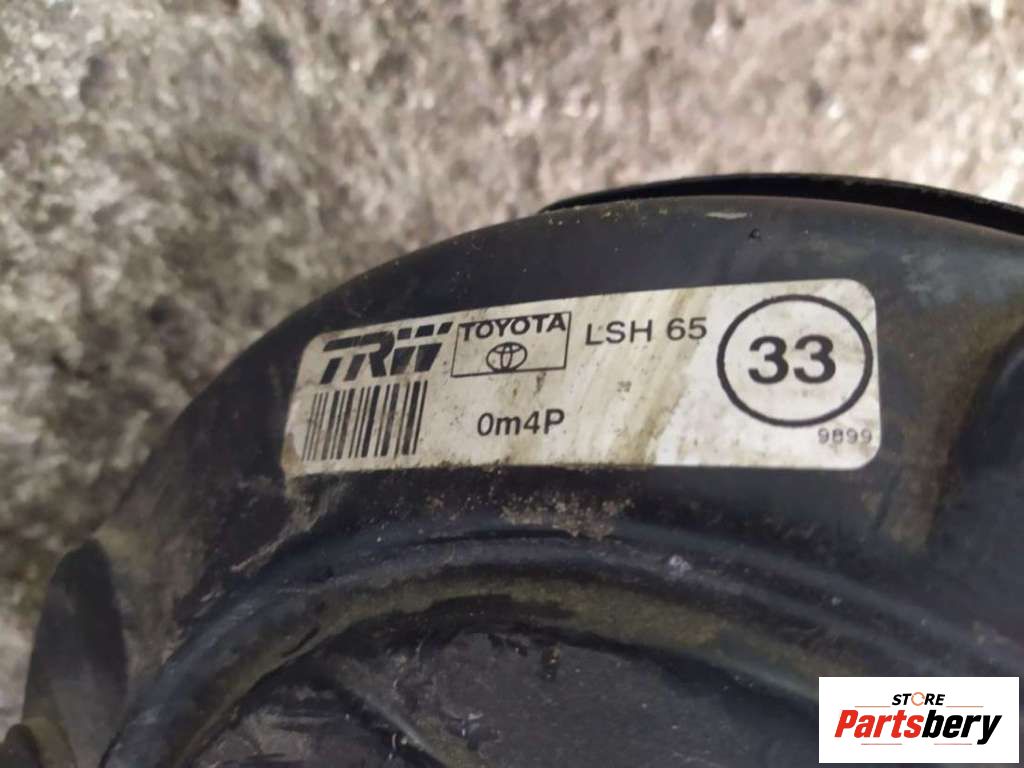 TRW TOYOTA LSH 65 33
0m4P
9899
STORE
Partsbery